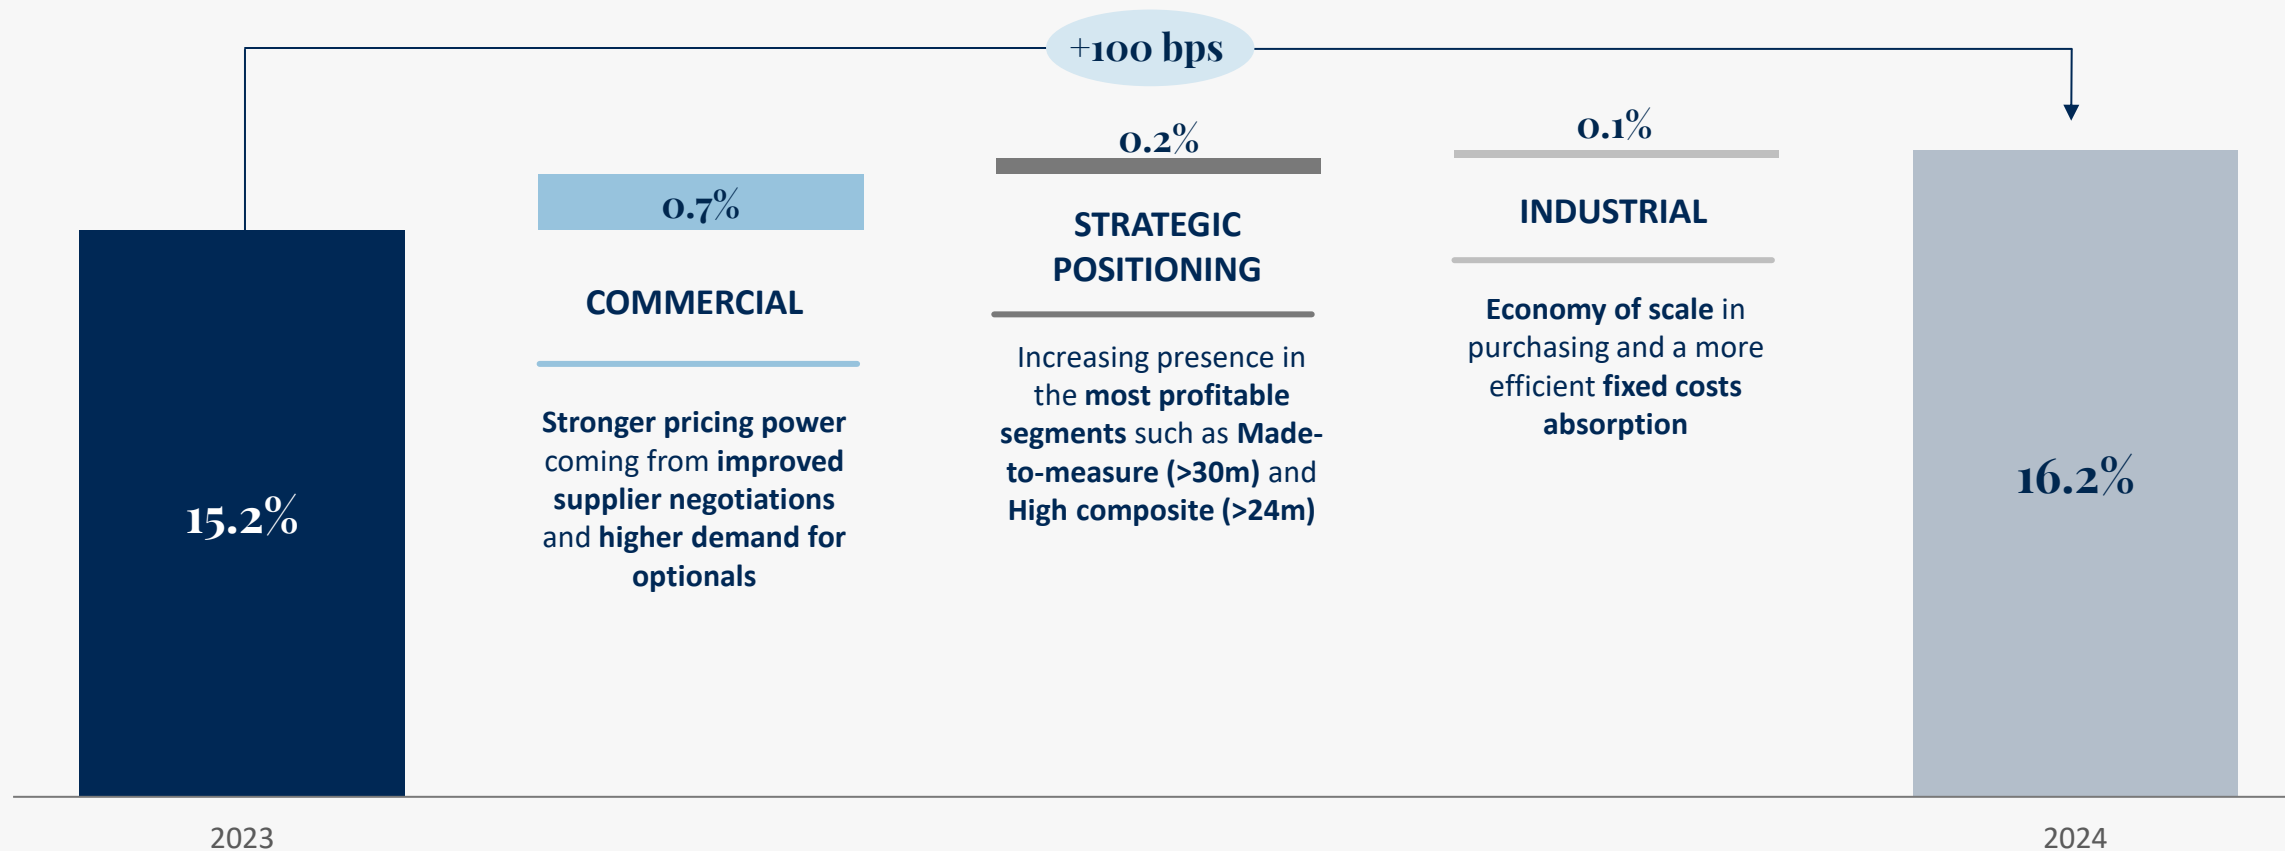 +100 bps
15.2%
0.7%
COMMERCIAL
Stronger pricing power
coming from improved
supplier negotiations
and higher demand for
optionals
0.2%
STRATEGIC
POSITIONING
Increasing presence in
the most profitable
segments such as Made-
to-measure (>30m) and
High composite (>24m)
0.1%
INDUSTRIAL
Economy of scale in
purchasing and a more
efficient fixed costs
absorption
16.2%
2023
2024